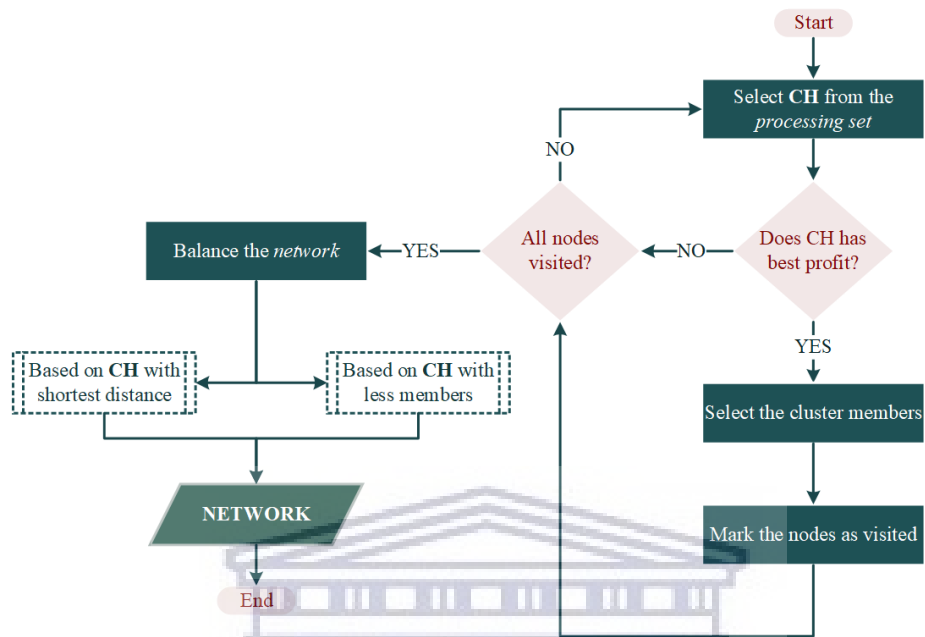 Start
Select CH from the
processing set
NO
Does CH has
best profit?
NO
All nodes
visited?
YES
Balance the network
YES
Based on CH with
shortest distance
Based on CH with
less members
Select the cluster members
NETWORK
Mark the nodes as visited
End